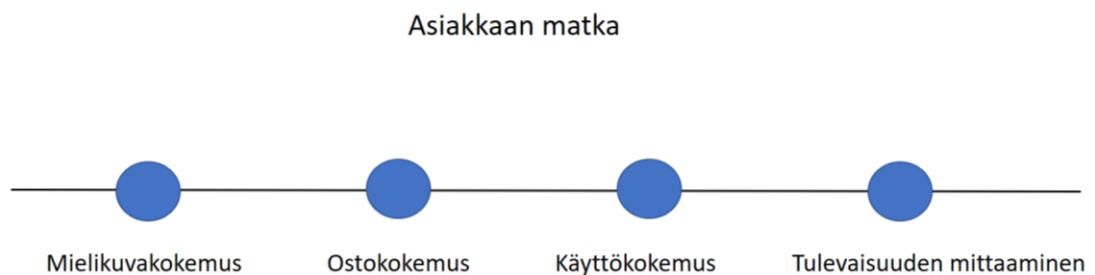 Asiakkaan matka
Mielikuvakokemus Ostokokemus Käyttökokemus Tulevaisuuden mittaaminen